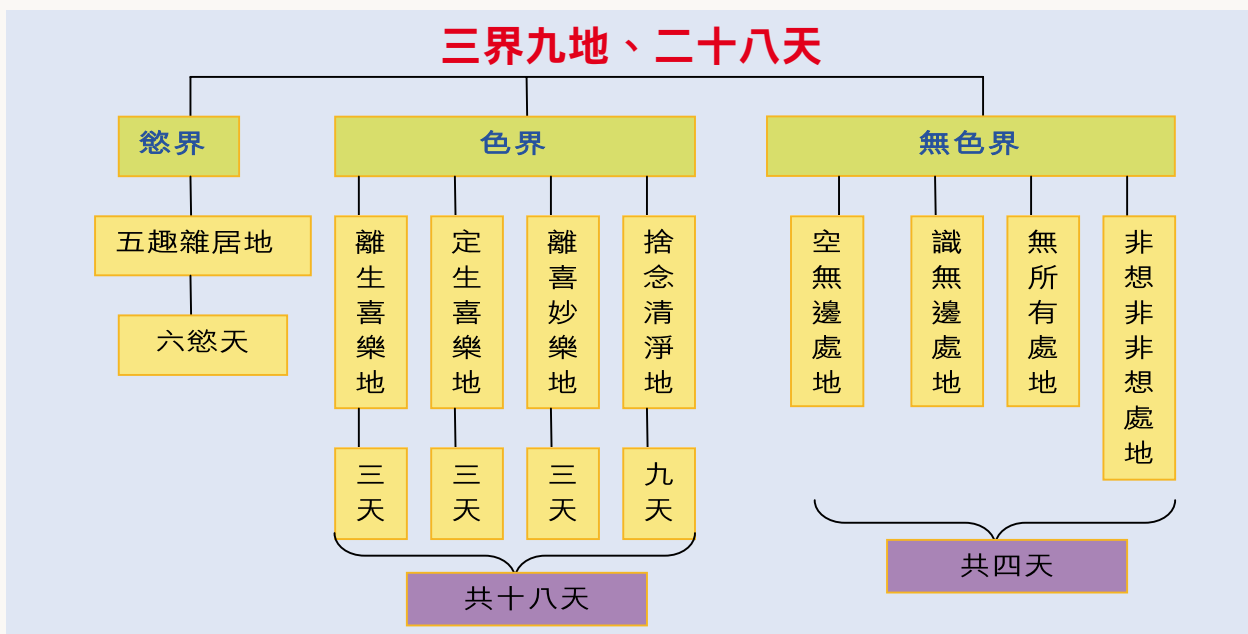 三界九地、二十八天
慾界
色界
無色界
五趣雜居地
六慾天
離生喜樂地
定生喜樂地
離喜妙樂地
捨念清淨地
三天
三天
三天
九天
共十八天
空無邊處地
識無邊處地
無所有處地
非想非非想處地
共四天